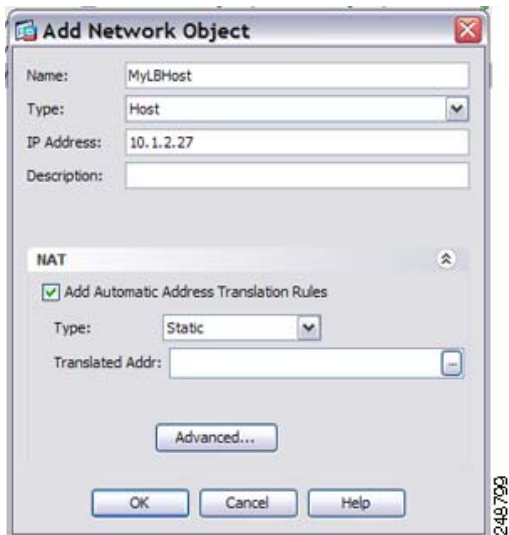 Add Network Object
Name: MyLBHost
Type: Host
IP Address: 10.1.2.27
Description:
NAT
Add Automatic Address Translation Rules
Type: Static
Translated Addr: ...
Advanced...
OK Cancel Help
248799